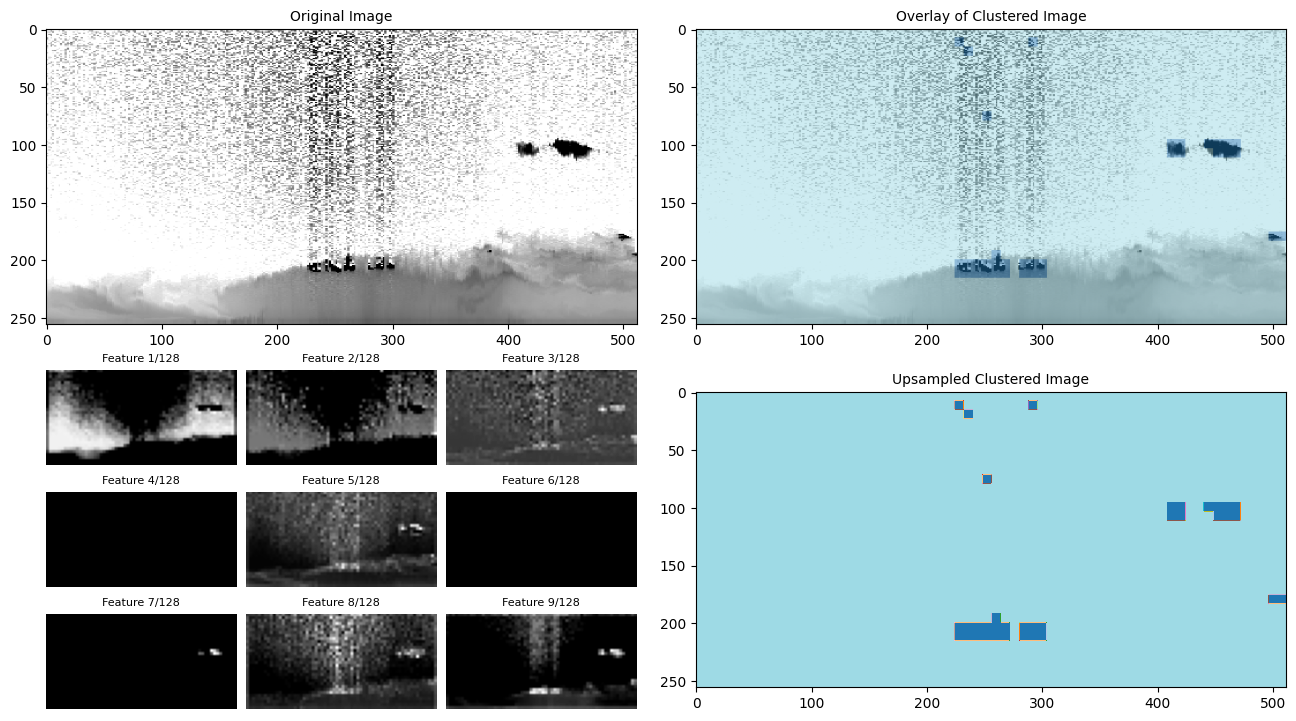 Original Image
0
50
100
150
200
250
0 100 200 300 400 500
Overlay of Clustered Image
0
50
100
150
200
250
0 100 200 300 400 500
Feature 1/128 Feature 2/128 Feature 3/128
Feature 4/128 Feature 5/128 Feature 6/128
Feature 7/128 Feature 8/128 Feature 9/128
Upsampled Clustered Image
0
50
100
150
200
250
0 100 200 300 400 500